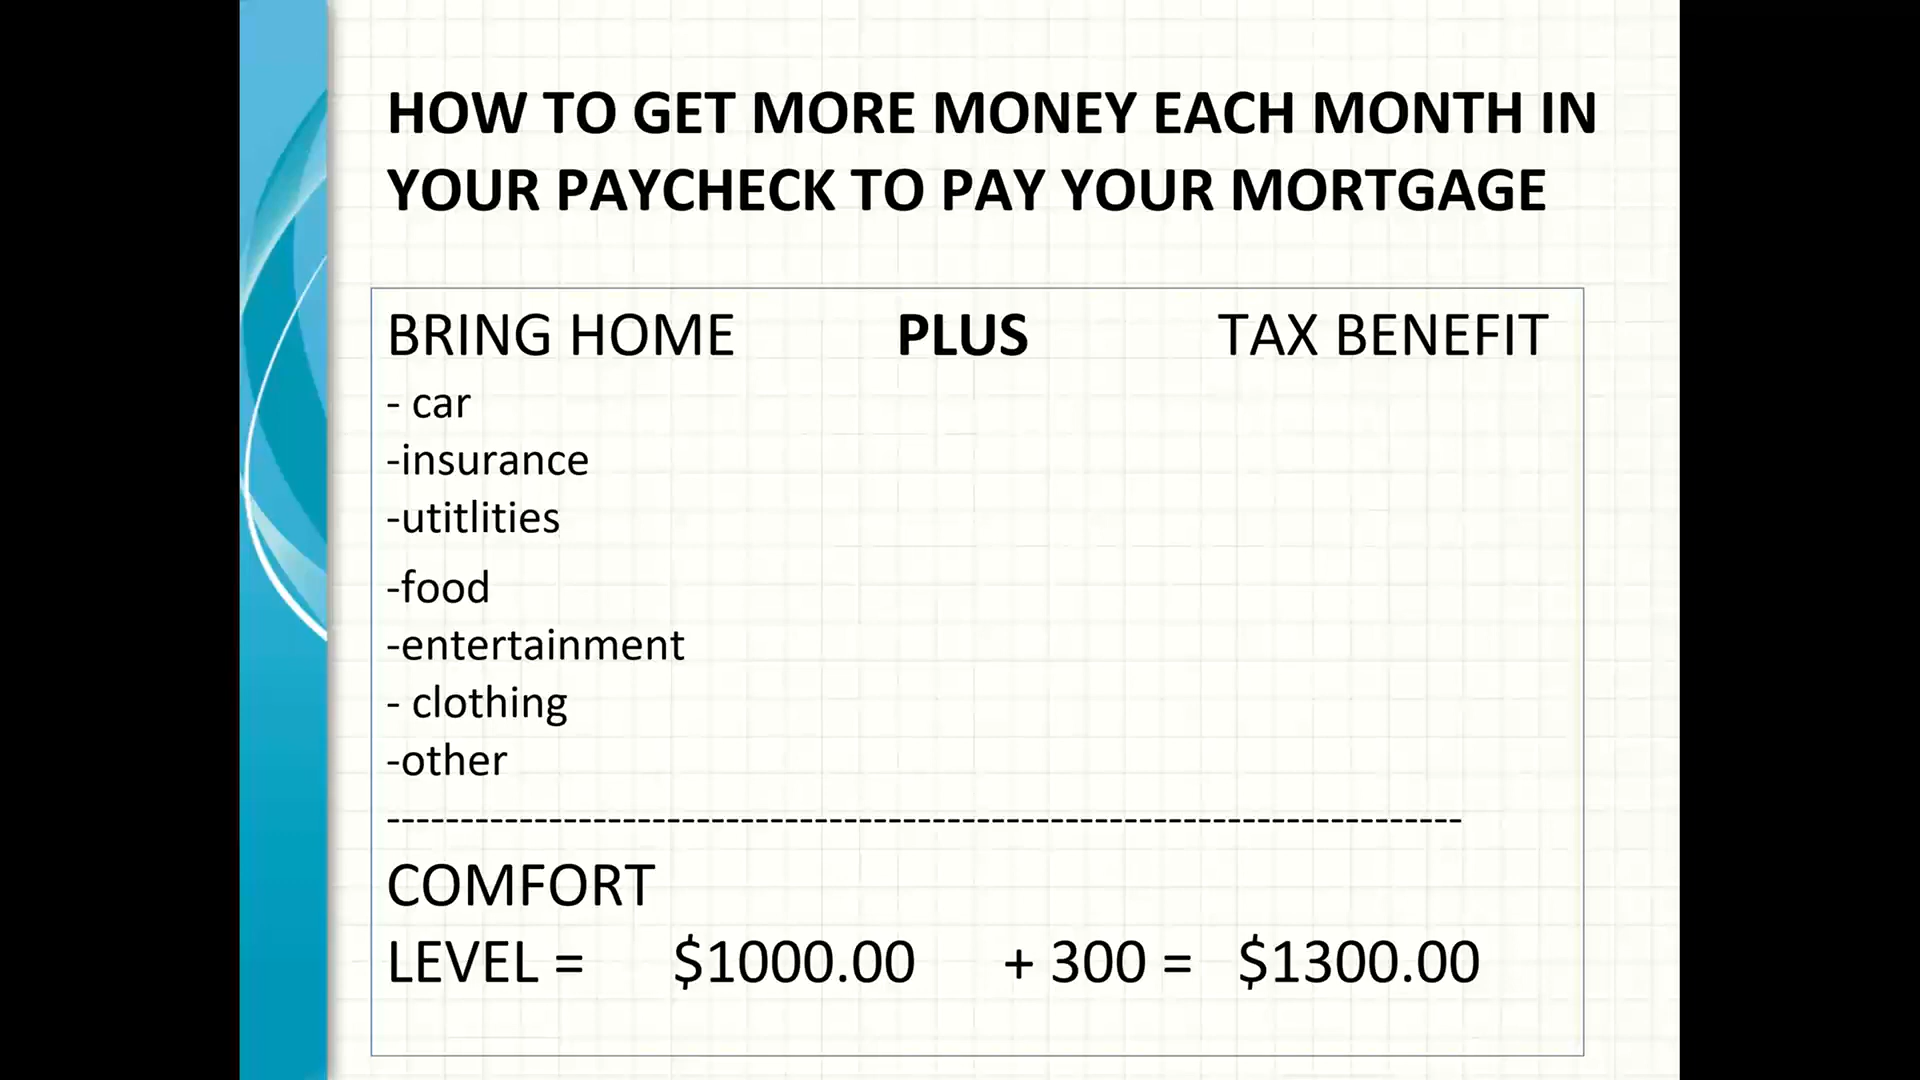 HOW TO GET MORE MONEY EACH MONTH IN
YOUR PAYCHECK TO PAY YOUR MORTGAGE
BRING HOME PLUS TAX BENEFIT
- car
-insurance
-utitlities
-food
-entertainment
- clothing
-other
-------------------------------------------------------------------------
COMFORT
LEVEL = $1000.00 + 300 = $1300.00